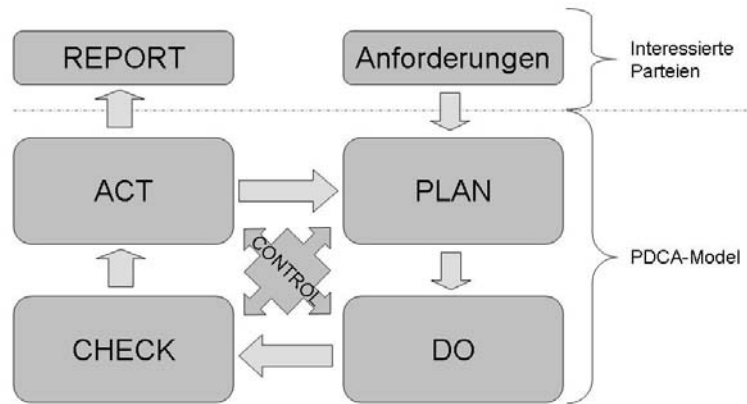 REPORT
Anforderungen
Interessierte
Parteien
ACT
PLAN
CONTROL
PDCA-Model
CHECK
DO